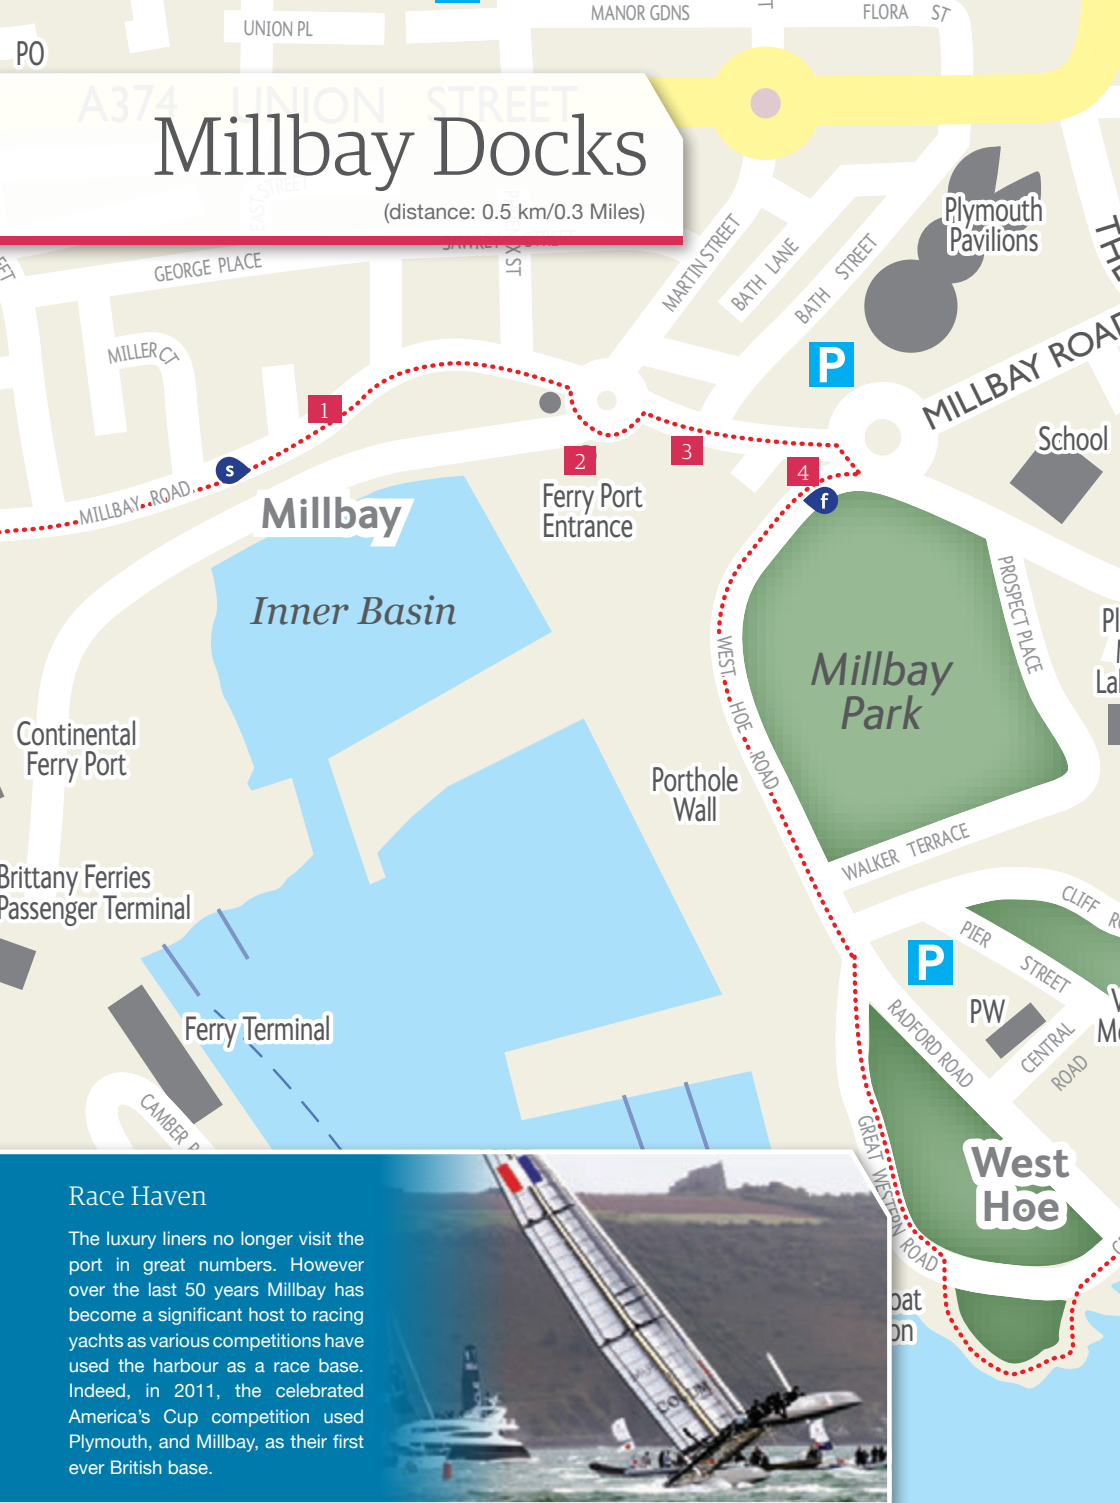 MANOR GDNS
FLORA ST
UNION PL
PO
A374 UNION STREET
Millbay Docks
(distance: 0.5 km/0.3 Miles)
EAST STREET
GEORGE PLACE
MARTIN STREET
BATH LANE
BATH STREET
Plymouth
Pavilions
MILLER CT
P
MILLBAY ROAD
School
1
2
3
4
s
f
MILLBAY ROAD
Millbay
Ferry Port
Entrance
Inner Basin
PROSPECT PLACE
WEST HOE ROAD
Millbay
Park
Continental
Ferry Port
Porthole
Wall
WALKER TERRACE
Brittany Ferries
Passenger Terminal
CLIFF
PIER STREET
P
PW
RADFORD ROAD
CENTRAL
ROAD
Ferry Terminal
CAMBER
GREAT WESTERN ROAD
West
Hoe
Race Haven
The luxury liners no longer visit the
port in great numbers. However
over the last 50 years Millbay has
become a significant host to racing
yachts as various competitions have
used the harbour as a race base.
Indeed, in 2011, the celebrated
America's Cup competition used
Plymouth, and Millbay, as their first
ever British base.